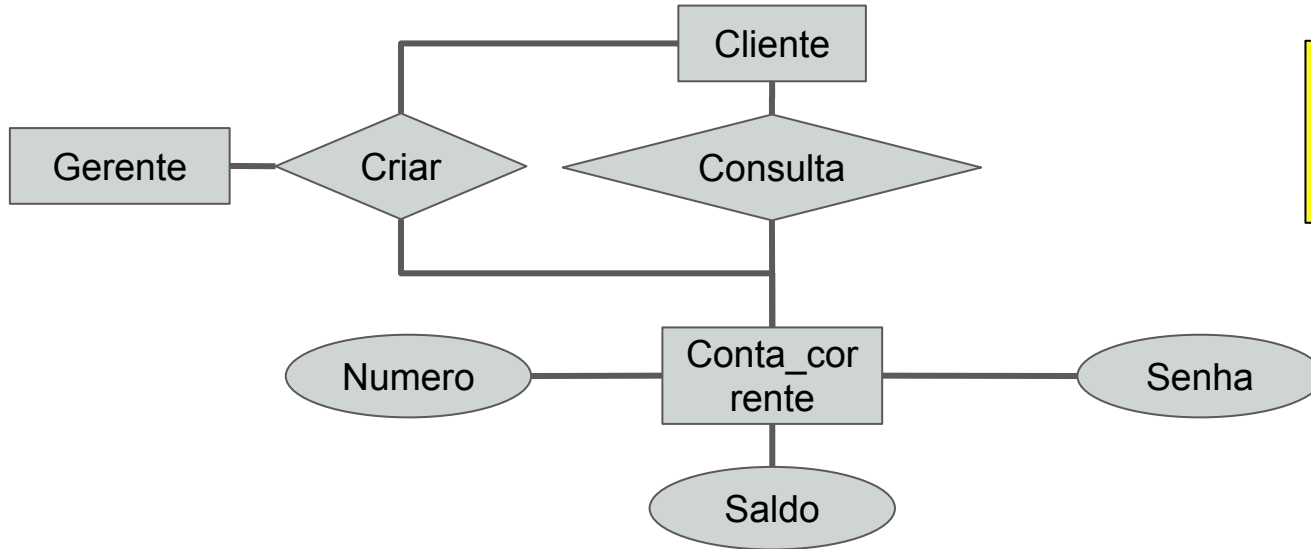 Cliente
Gerente
Criar
Consulta
Numero
Conta_cor
rente
Senha
Saldo